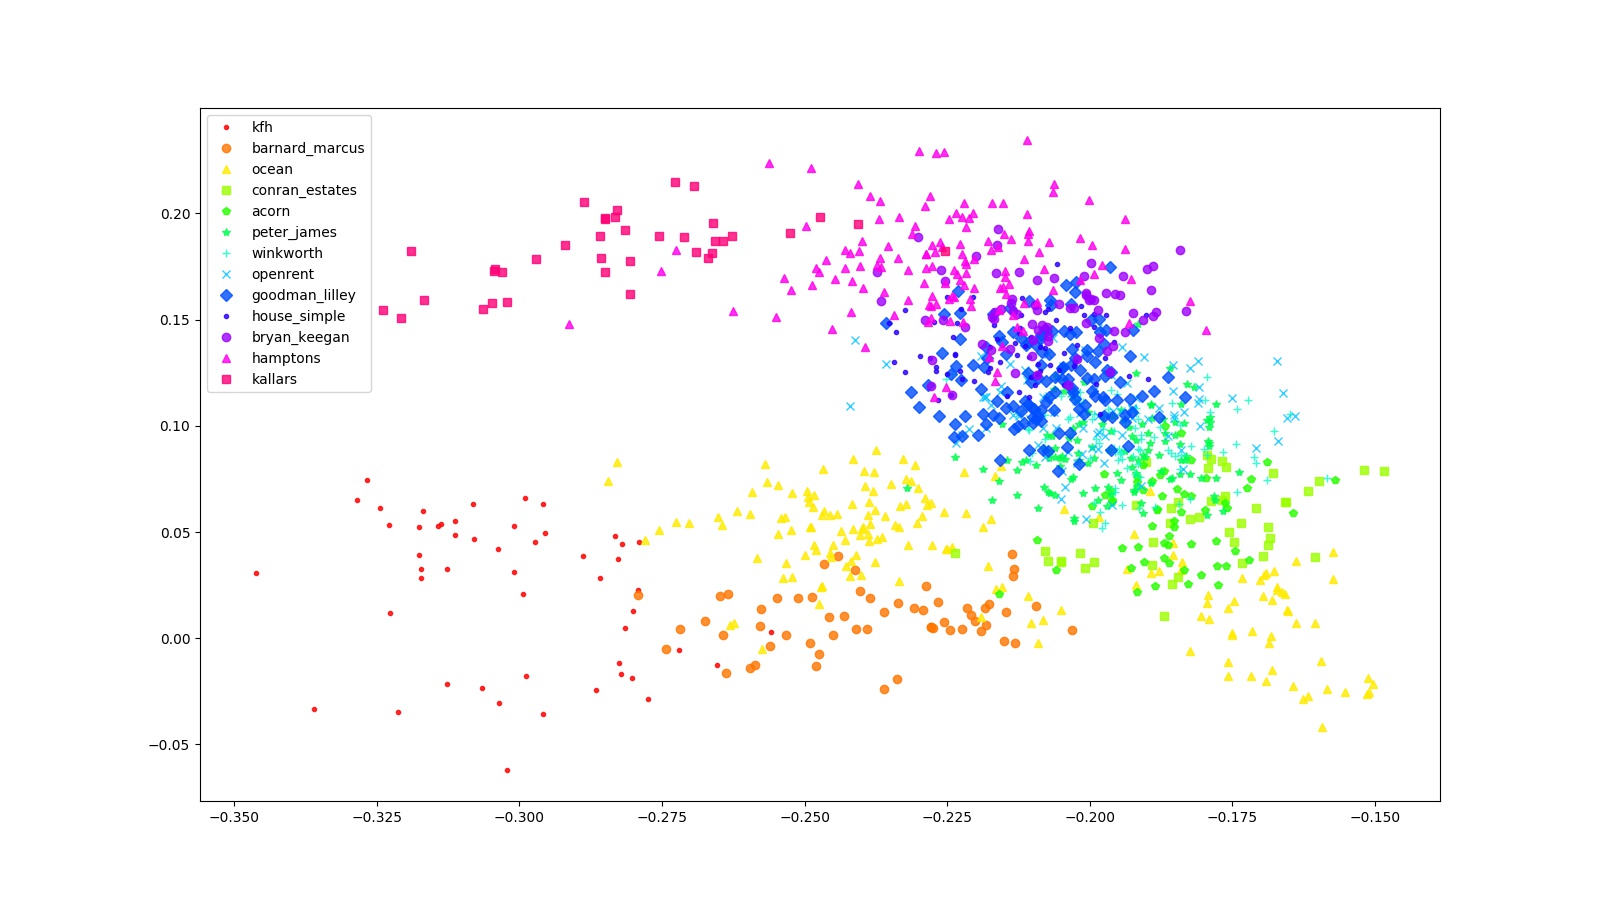 kfh
barnard_marcus
ocean
conran_estates
acorn
peter_james
winkworth
openrent
goodman_lilley
house_simple
bryan_keegan
hamptons
kallars
0.20
0.15
0.10
0.05
0.00
−0.05
−0.350 −0.325 −0.300 −0.275 −0.250 −0.225 −0.200 −0.175 −0.150